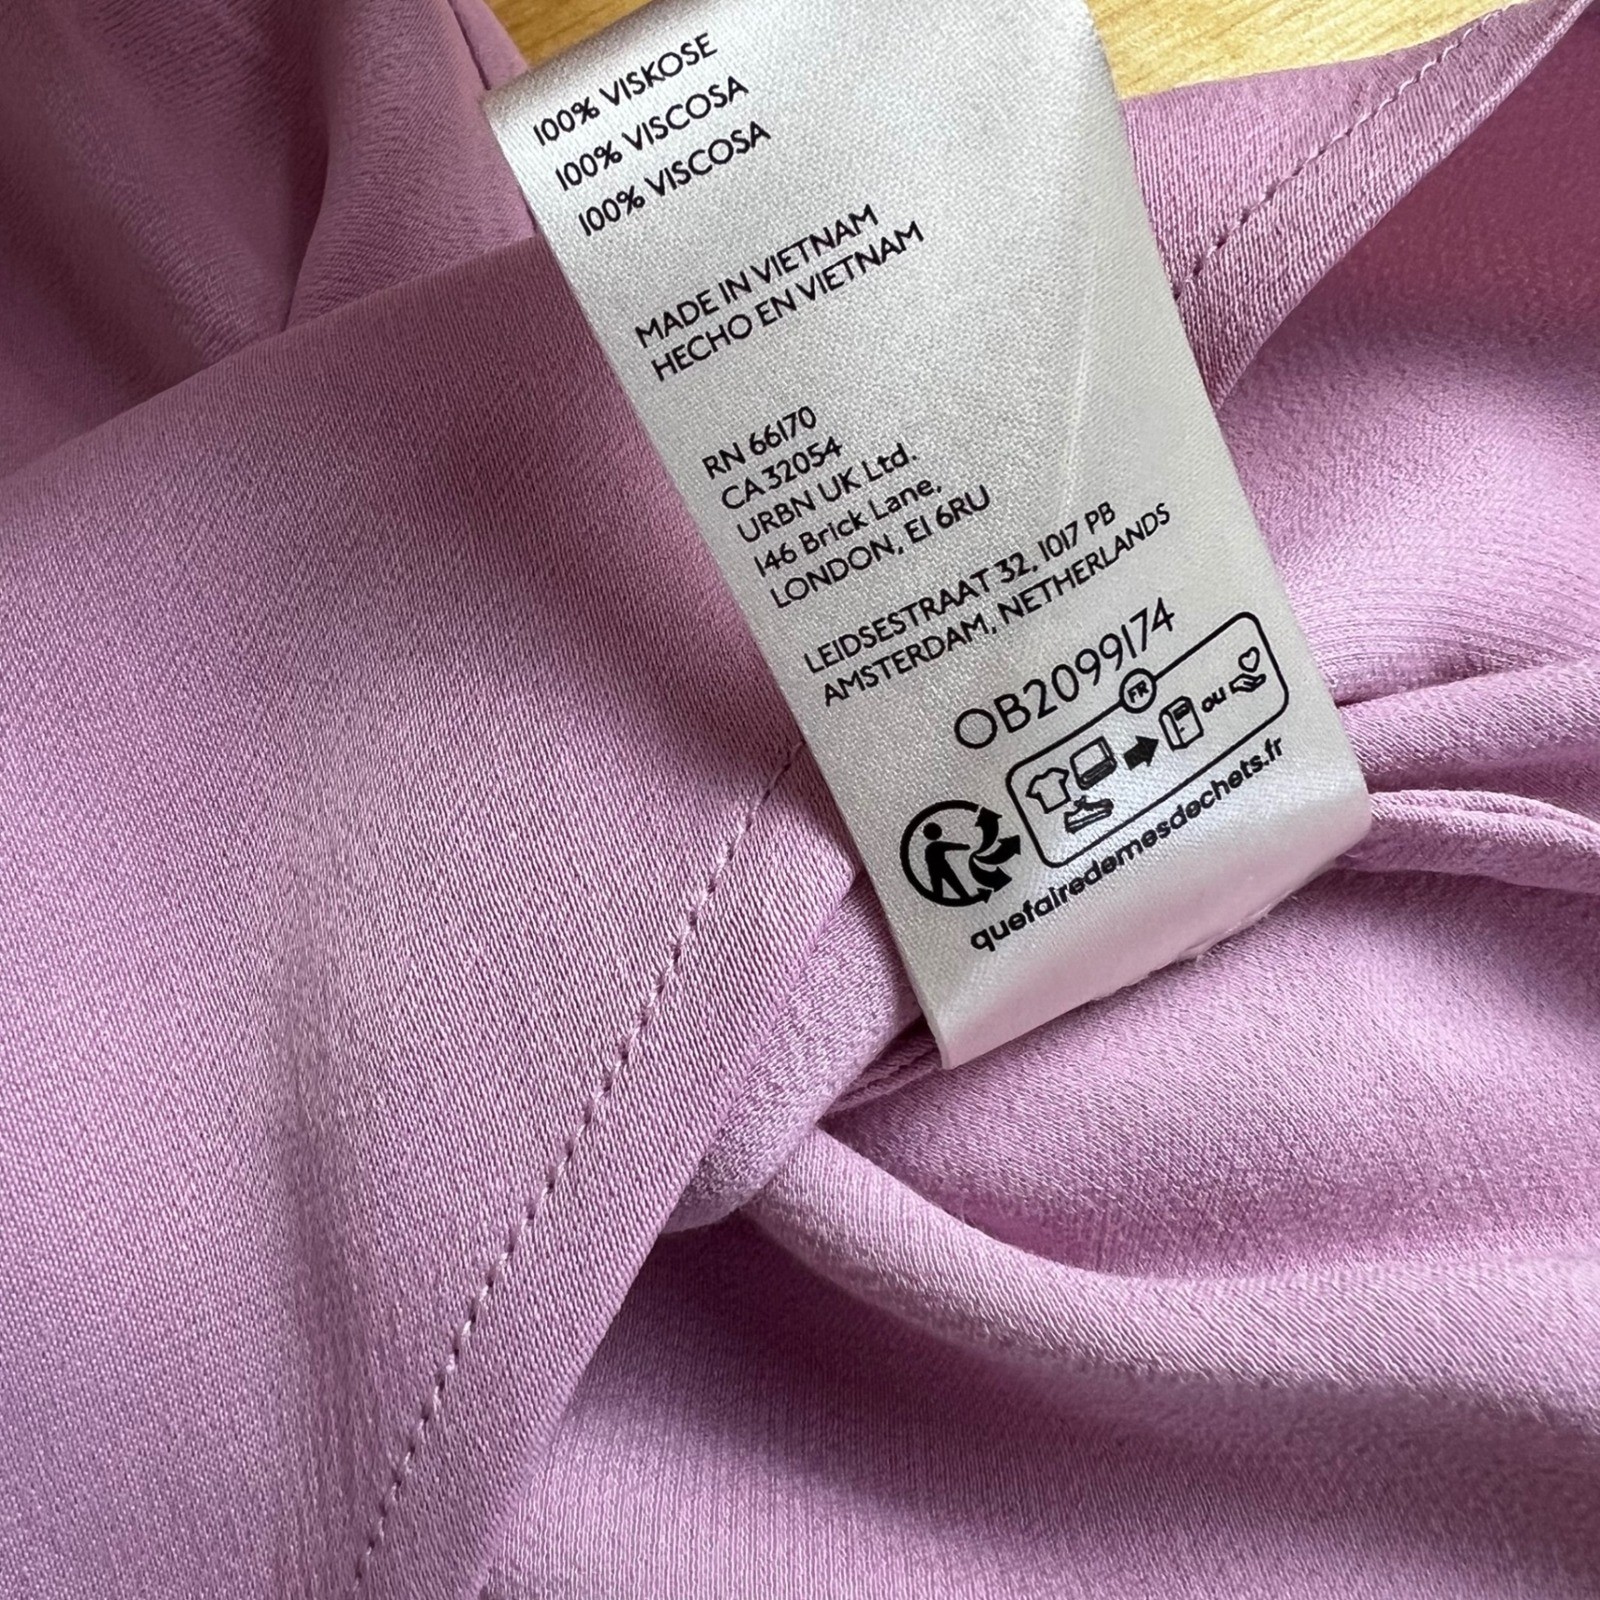 100% VISKOSE
100% VISCOSA
100% VISCOSA
MADE IN VIETNAM
HECHO EN VIETNAM
RN 66170
CA 32054
URBN UK Ltd.
146 Brick Lane,
LONDON, E1 6RU
LEIDSESTRAAT 32, 1017 PB
AMSTERDAM, NETHERLANDS
OB2099174
FR
ou
quefairedemesdechets.fr